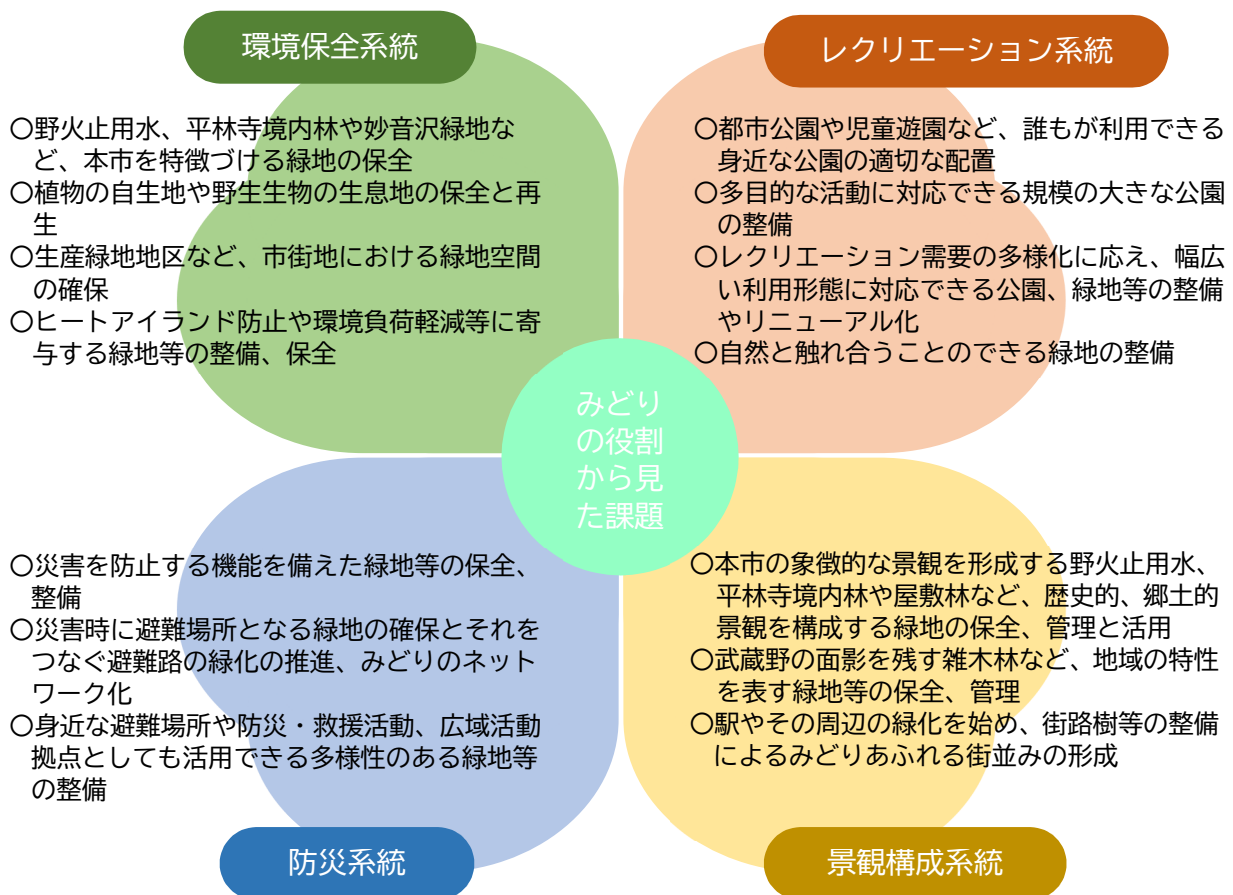 環境保全系統
〇野火止用水、平林寺境内林や妙音沢緑地な
ど、本市を特徴づける緑地の保全
〇植物の自生地や野生生物の生息地の保全と再
生
〇生産緑地地区など、市街地における緑地空間
の確保
〇ヒートアイランド防止や環境負荷軽減等に寄
与する緑地等の整備、保全
レクリエーション系統
〇都市公園や児童遊園など、誰もが利用できる
身近な公園の適切な配置
〇多目的な活動に対応できる規模の大きな公園
の整備
〇レクリエーション需要の多様化に応え、幅広
い利用形態に対応できる公園、緑地等の整備
やリニューアル化
〇自然と触れ合うことのできる緑地の整備
みどり
の役割
から見
た課題
〇災害を防止する機能を備えた緑地等の保全、
整備
〇災害時に避難場所となる緑地の確保とそれを
つなぐ避難路の緑化の推進、みどりのネット
ワーク化
〇身近な避難場所や防災・救援活動、広域活動
拠点としても活用できる多様性のある緑地等
の整備
防災系統
〇本市の象徴的な景観を形成する野火止用水、
平林寺境内林や屋敷林など、歴史的、郷土的
景観を構成する緑地の保全、管理と活用
〇武蔵野の面影を残す雑木林など、地域の特性
を表す緑地等の保全、管理
〇駅やその周辺の緑化を始め、街路樹等の整備
によるみどりあふれる街並みの形成
景観構成系統